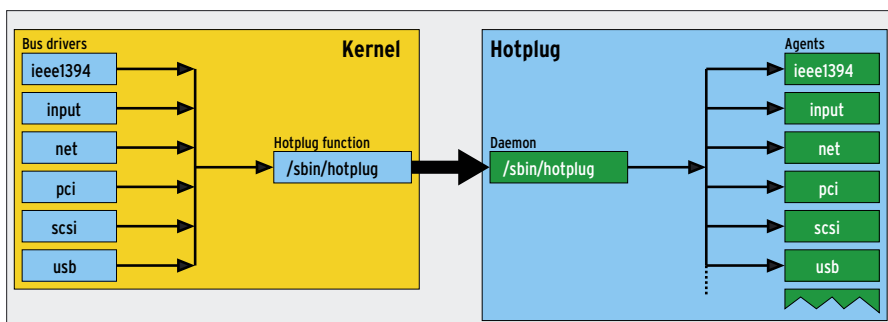 Bus drivers
Kernel
ieee1394
input
net
pci
scsi
usb
Hotplug function
/sbin/hotplug
Hotplug
Daemon
/sbin/hotplug
Agents
ieee1394
input
net
pci
scsi
usb